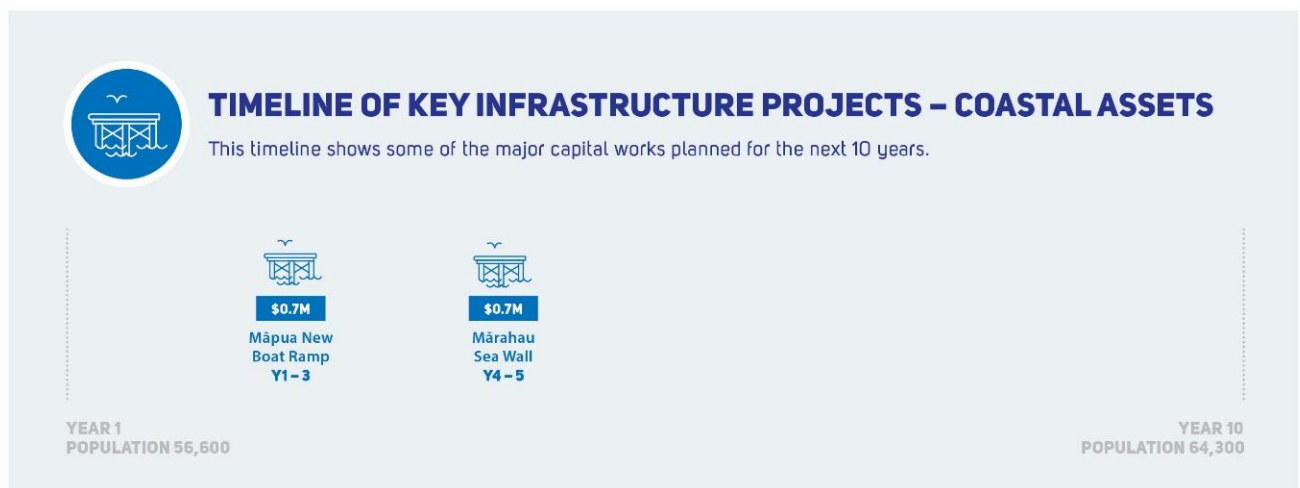 TIMELINE OF KEY INFRASTRUCTURE PROJECTS – COASTAL ASSETS
This timeline shows some of the major capital works planned for the next 10 years.
$0.7M
Māpua New
Boat Ramp
Y1 – 3
$0.7M
Mārahau
Sea Wall
Y4 – 5
YEAR 1
POPULATION 56,600
YEAR 10
POPULATION 64,300